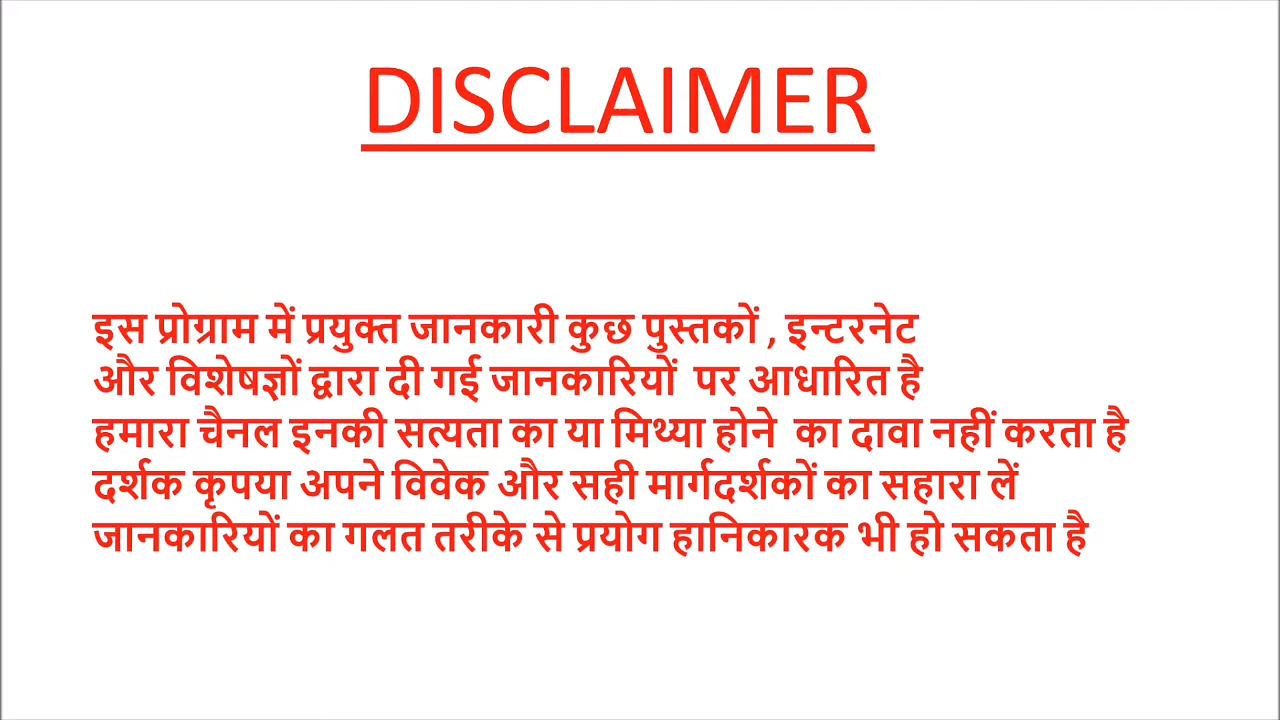 DISCLAIMER
इस प्रोग्राम में प्रयुक्त जानकारी कुछ पुस्तकों , इन्टरनेट
और विशेषज्ञों द्वारा दी गई जानकारियों पर आधारित है
हमारा चैनल इनकी सत्यता का या मिथ्या होने का दावा नहीं करता है
दर्शक कृपया अपने विवेक और सही मार्गदर्शकों का सहारा लें
जानकारियों का गलत तरीके से प्रयोग हानिकारक भी हो सकता है